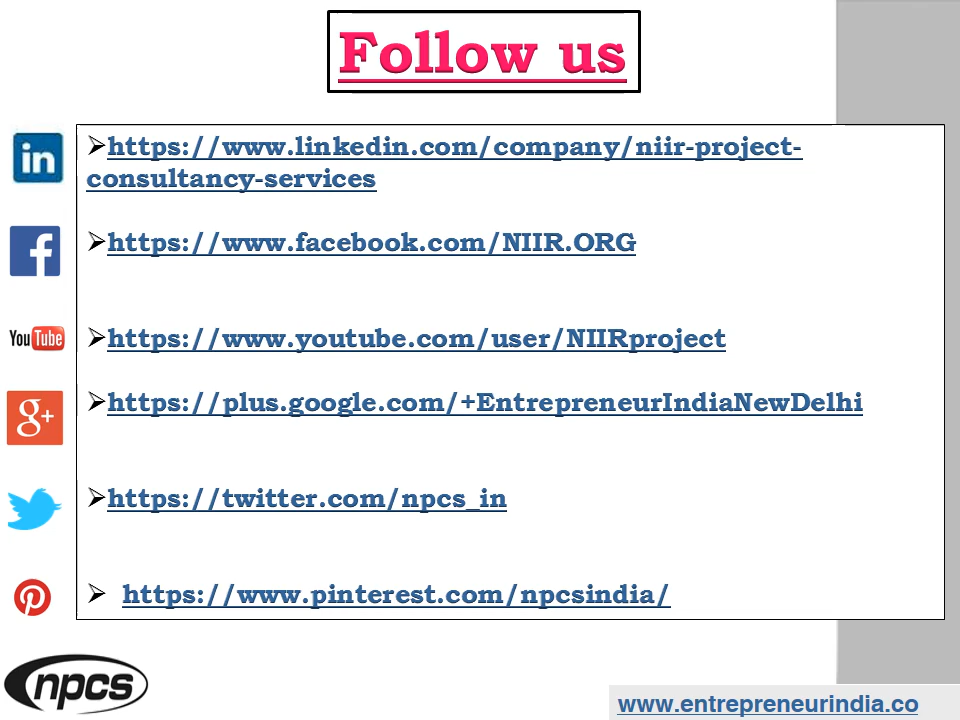 Follow us
in
➢https://www.linkedin.com/company/niir-project-
consultancy-services
f
➢https://www.facebook.com/NIIR.ORG
YouTube
➢https://www.youtube.com/user/NIIRproject
g+
➢https://plus.google.com/+EntrepreneurIndiaNewDelhi
➢https://twitter.com/npcs_in
➢ https://www.pinterest.com/npcsindia/
npcs
www.entrepreneurindia.co